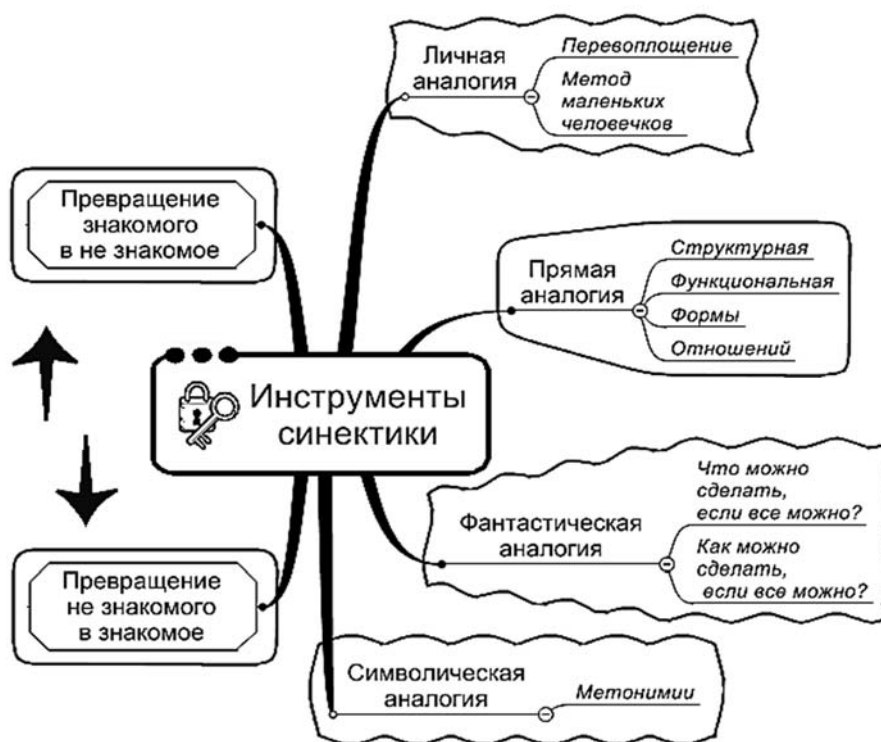 Личная
аналогия
Перевоплощение
Метод
маленьких
человечков
Превращение
знакомого
в не знакомое
Прямая
аналогия
Структурная
Функциональная
Формы
Отношений
Инструменты
синектики
Фантастическая
аналогия
Что можно
сделать,
если все можно?
Как можно
сделать,
если все можно?
Превращение
не знакомого
в знакомое
Символическая
аналогия
Метонимии